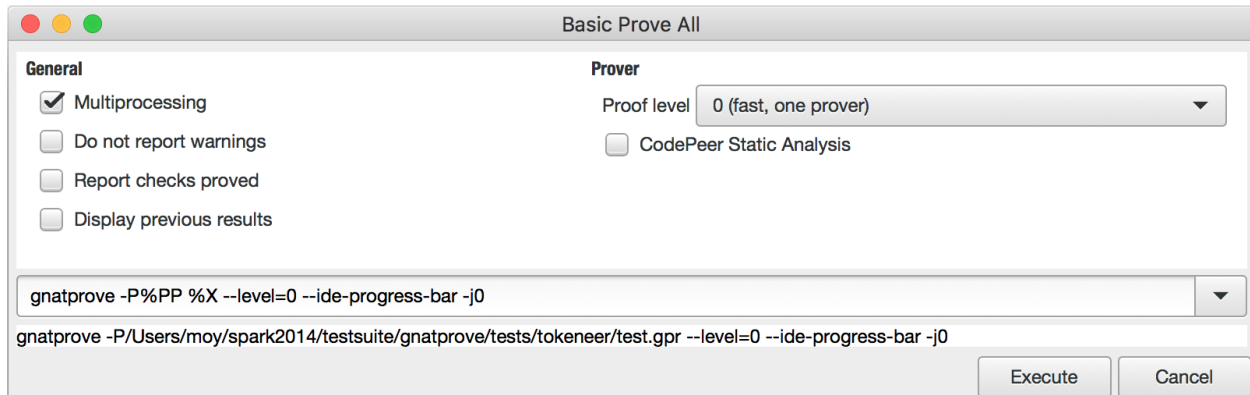 Basic Prove All
General
Multiprocessing
Do not report warnings
Report checks proved
Display previous results
Prover
Proof level 0 (fast, one prover)
CodePeer Static Analysis
gnatprove -P%PP %X --level=0 --ide-progress-bar -j0
gnatprove -P/Users/moy/spark2014/testsuite/gnatprove/tests/tokeneer/test.gpr --level=0 --ide-progress-bar -j0
Execute Cancel